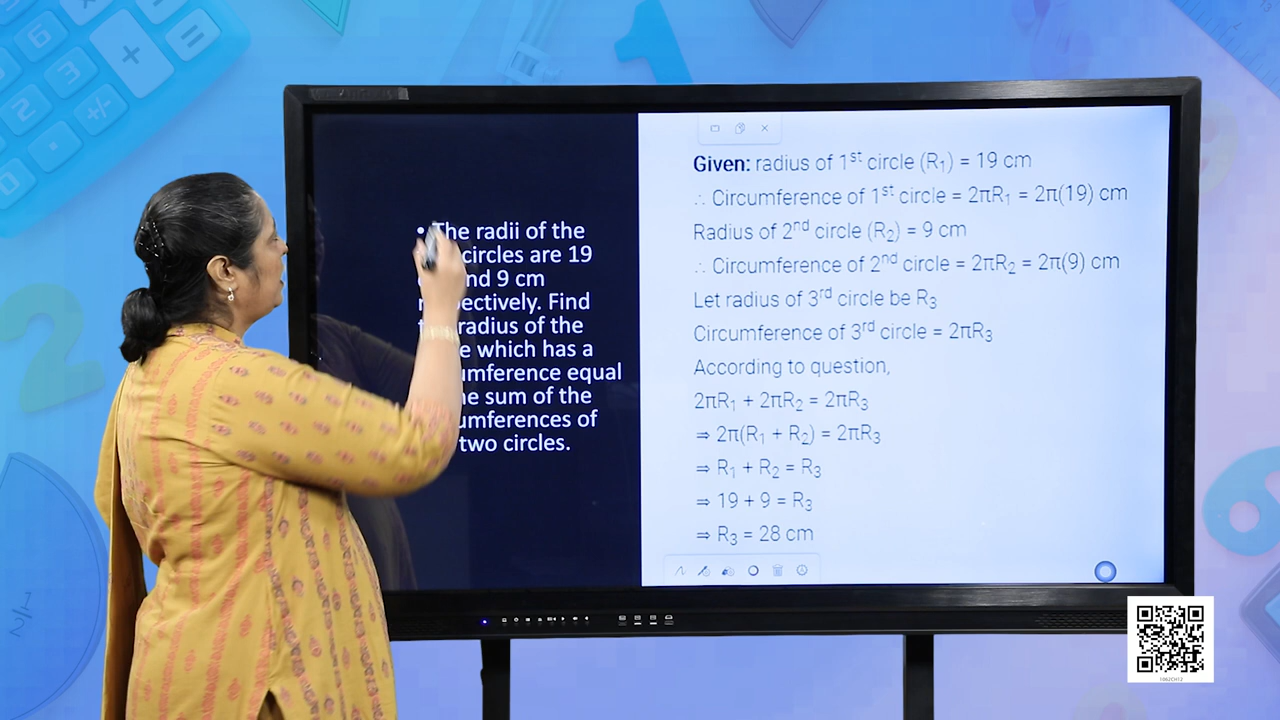 • The radii of the
circles are 19
nd 9 cm
pectively. Find
radius of the
e which has a
umference equal
he sum of the
umferences of
two circles.
Given: radius of 1st circle (R₁) = 19 cm
∴ Circumference of 1st circle = 2πR₁ = 2π(19) cm
Radius of 2nd circle (R₂) = 9 cm
∴ Circumference of 2nd circle = 2πR₂ = 2π(9) cm
Let radius of 3rd circle be R₃
Circumference of 3rd circle = 2πR₃
According to question,
2πR₁ + 2πR₂ = 2πR₃
⇒ 2π(R₁ + R₂) = 2πR₃
⇒ R₁ + R₂ = R₃
⇒ 19 + 9 = R₃
⇒ R₃ = 28 cm
1062CH12